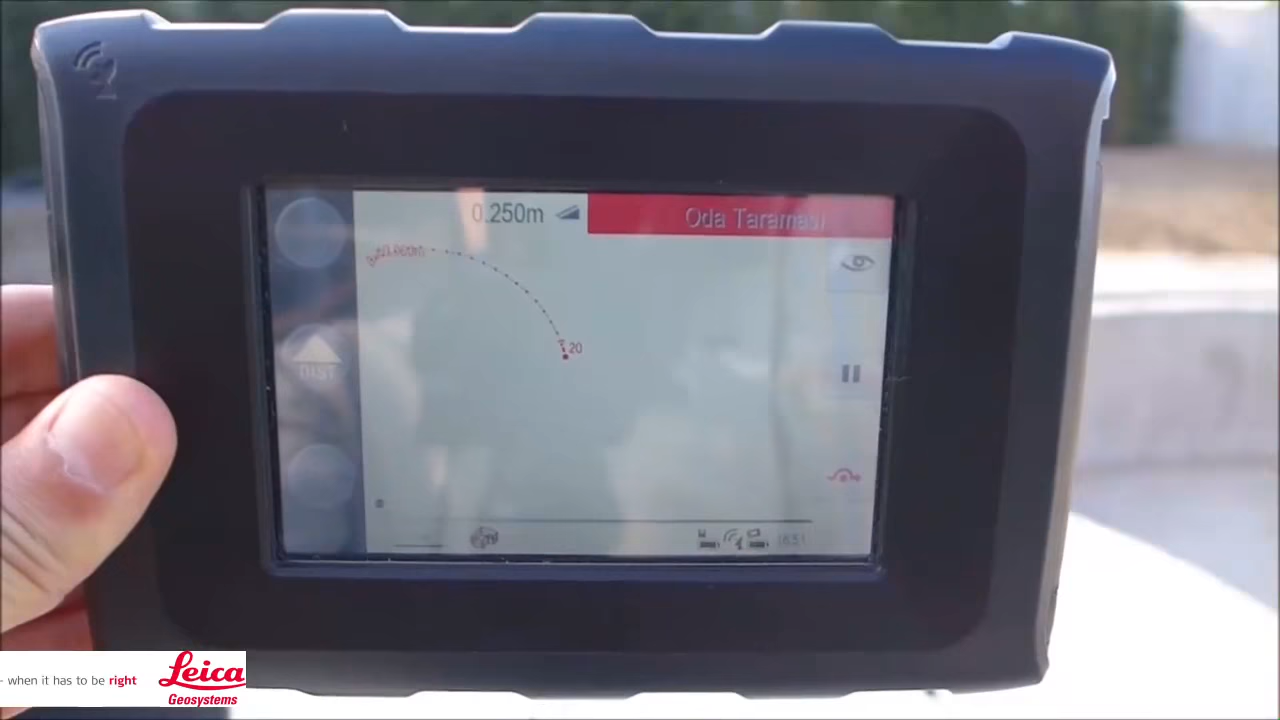 0.250m
Oda Taraması
20
DIST
- when it has to be right
Leica
Geosystems